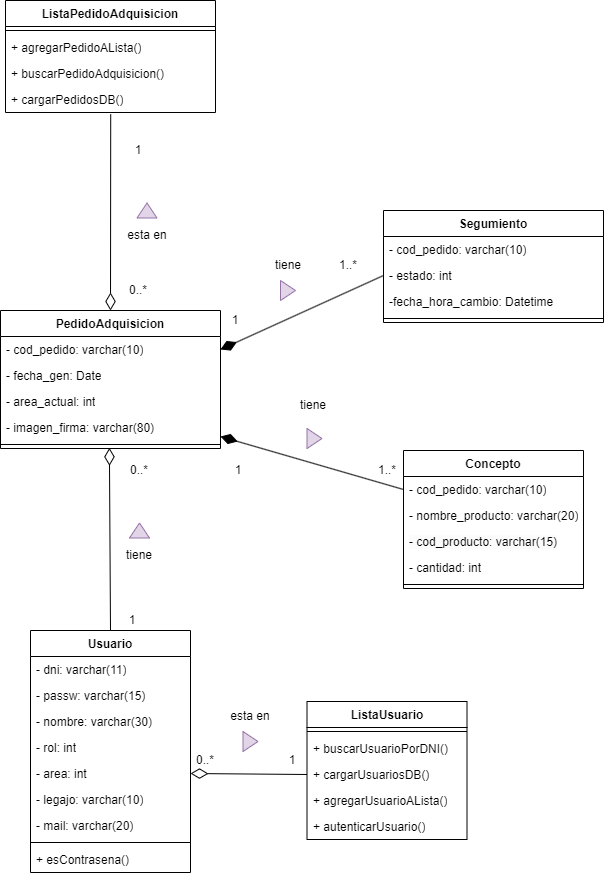 ListaPedidoAdquisicion
+ agregarPedidoALista()
+ buscarPedidoAdquisicion()
+ cargarPedidosDB()
1
esta en
0..*
PedidoAdquisicion
- cod_pedido: varchar(10)
- fecha_gen: Date
- area_actual: int
- imagen_firma: varchar(80)
tiene
1..*
1
Segumiento
- cod_pedido: varchar(10)
- estado: int
-fecha_hora_cambio: Datetime
tiene
1
1..*
Concepto
- cod_pedido: varchar(10)
- nombre_producto: varchar(20)
- cod_producto: varchar(15)
- cantidad: int
0..*
tiene
1
Usuario
- dni: varchar(11)
- passw: varchar(15)
- nombre: varchar(30)
- rol: int
- area: int
- legajo: varchar(10)
- mail: varchar(20)
+ esContrasena()
esta en
0..*
1
ListaUsuario
+ buscarUsuarioPorDNI()
+ cargarUsuariosDB()
+ agregarUsuarioALista()
+ autenticarUsuario()